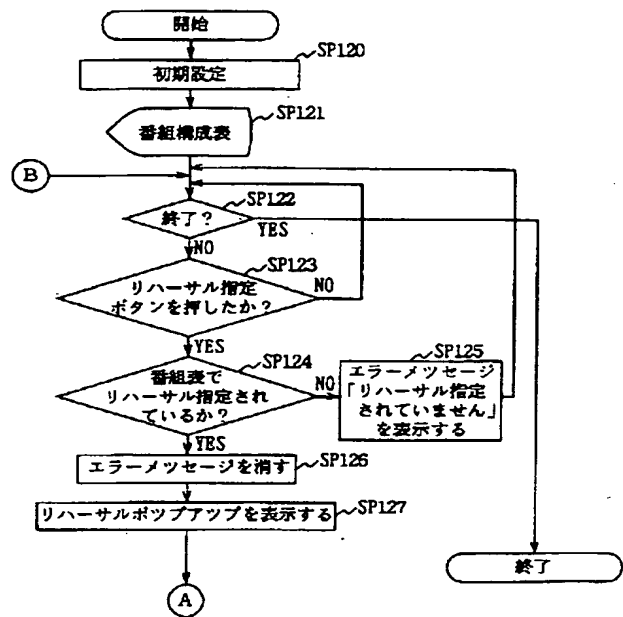 開始
SP120
初期設定
SP121
番組構成表
B
SP122
終了?
YES
NO
SP123
リハーサル指定
ボタンを押したか?
NO
YES
SP124
番組表で
リハーサル指定され
ているか?
NO
SP125
エラーメツセージ
「リハーサル指定
されていません」
を表示する
YES
エラーメツセージを消す
SP126
リハーサルポツプアツプを表示する
SP127
終了
A